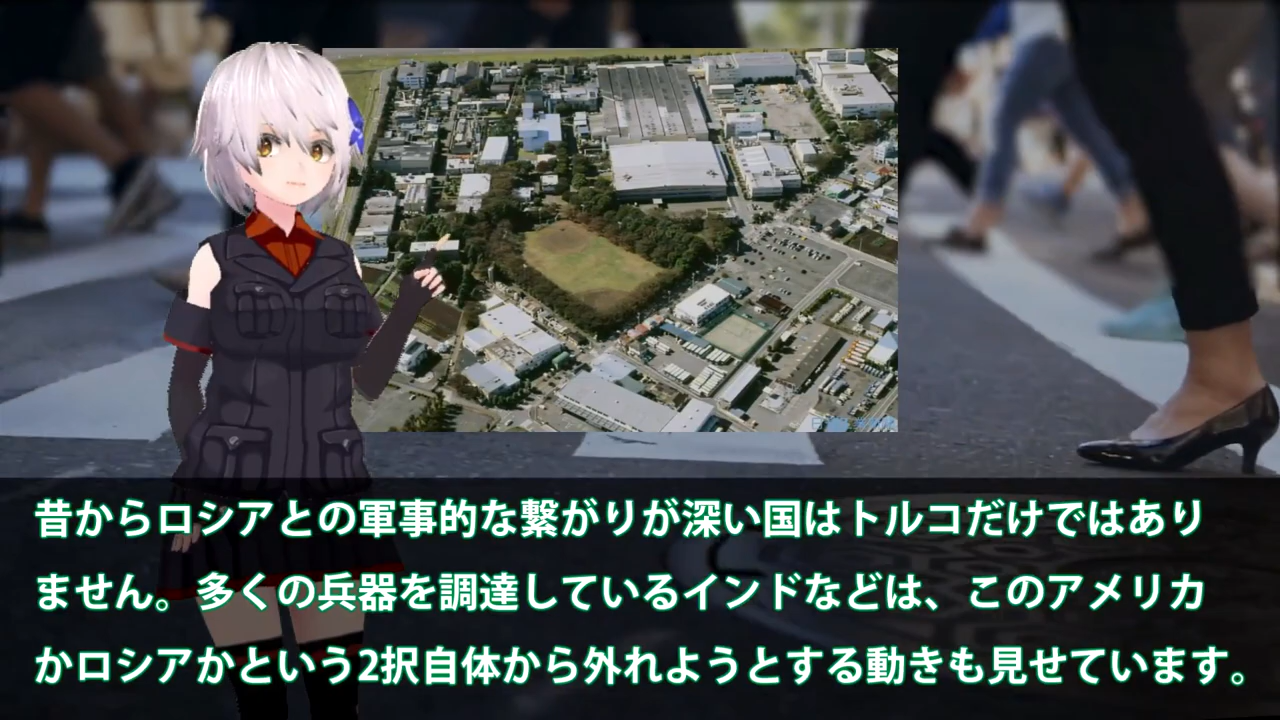 昔からロシアとの軍事的な繋がりが深い国はトルコだけではあり
ません。多くの兵器を調達しているインドなどは、このアメリカ
かロシアかという2択自体から外れようとする動きも見せています。